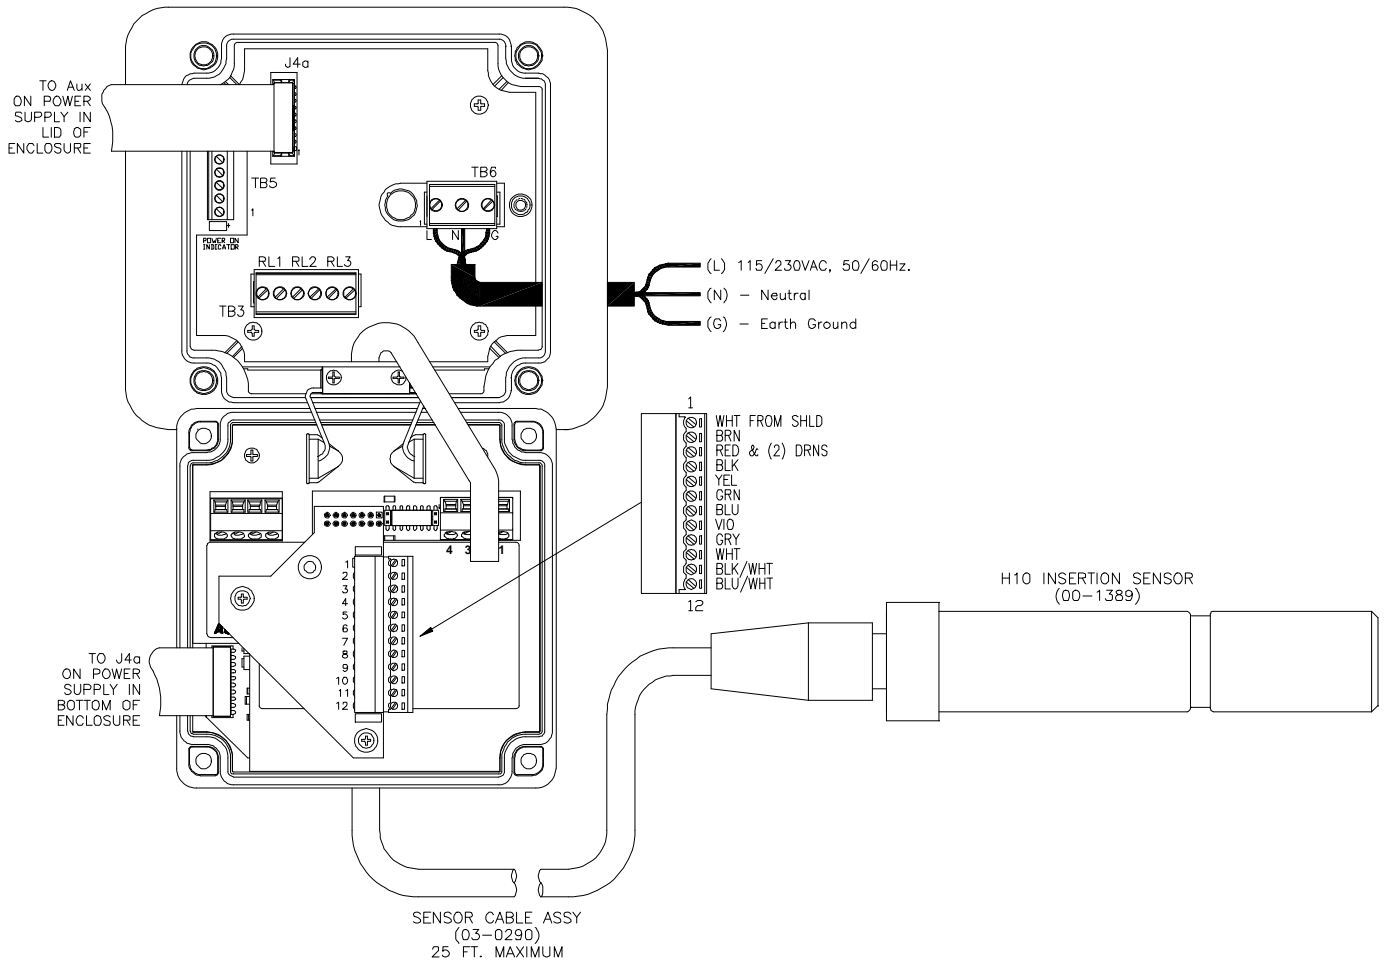 J4a
TO Aux
ON POWER
SUPPLY IN
LID OF
ENCLOSURE
TB5
1
1
POWER ON
INDICATOR
TB6
1
L N G
RL1 RL2 RL3
TB3
(L) 115/230VAC, 50/60Hz.
(N) - Neutral
(G) - Earth Ground
1
WHT FROM SHLD
BRN
RED & (2) DRNS
BLK
YEL
GRN
BLU
VIO
GRY
WHT
BLK/WHT
BLU/WHT
12
4 3 1
1
2
3
4
5
6
7
8
9
10
11
12
TO J4a
ON POWER
SUPPLY IN
BOTTOM OF
ENCLOSURE
H10 INSERTION SENSOR
(00-1389)
SENSOR CABLE ASSY
(03-0290)
25 FT. MAXIMUM